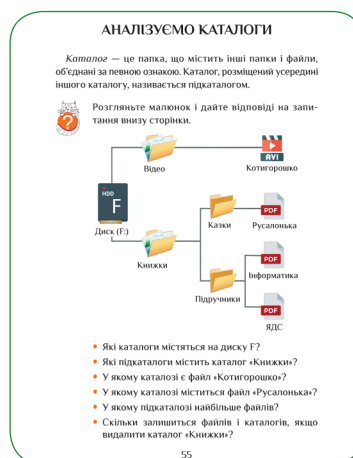 АНАЛІЗУЄМО КАТАЛОГИ
Каталог — це папка, що містить інші папки і файли,
об'єднані за певною ознакою. Каталог, розміщений усередині
іншого каталогу, називається підкаталогом.
Розгляньте малюнок і дайте відповіді на запи-
тання внизу сторінки.
?
AVI
Відео
Котигорошко
HDD
F
PDF
Казки
Русалонька
Диск (F:)
PDF
Книжки
Інформатика
Підручники
PDF
ЯДС
• Які каталоги містяться на диску F?
• Які підкаталоги містить каталог «Книжки»?
• У якому каталозі є файл «Котигорошко»?
• У якому каталозі міститься файл «Русалонька»?
• У якому підкаталозі найбільше файлів?
• Скільки залишиться файлів і каталогів, якщо
видалити каталог «Книжки»?
55